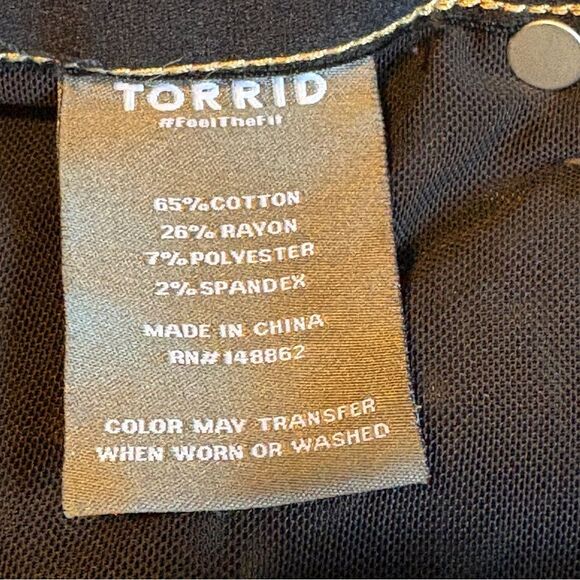 TORRID
#FeelTheFit
65% COTTON
26% RAYON
7% POLYESTER
2% SPANDEX
MADE IN CHINA
RN# 148862
COLOR MAY TRANSFER
WHEN WORN OR WASHED